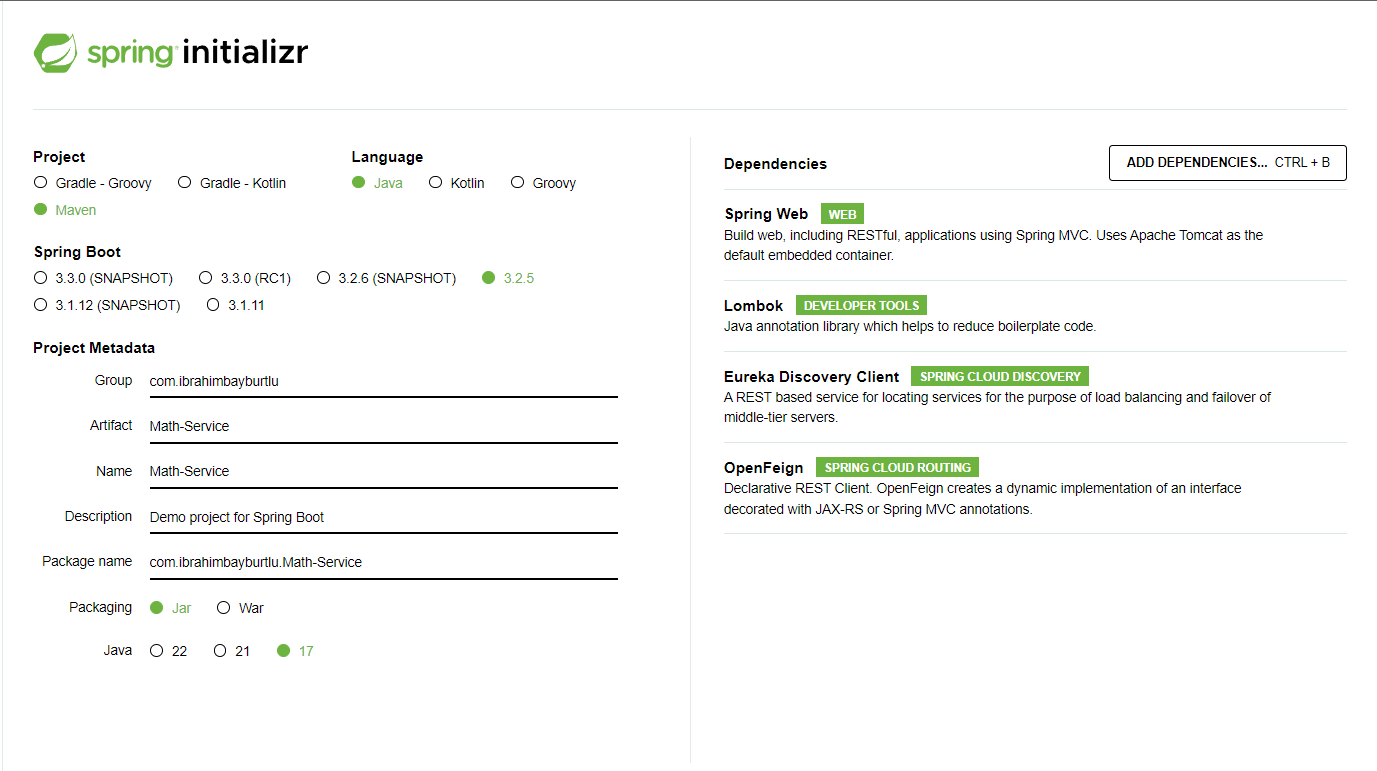 spring initializr
Project
Gradle - Groovy Gradle - Kotlin
Maven
Language
Java Kotlin Groovy
Spring Boot
3.3.0 (SNAPSHOT) 3.3.0 (RC1) 3.2.6 (SNAPSHOT) 3.2.5
3.1.12 (SNAPSHOT) 3.1.11
Project Metadata
Group com.ibrahimbayburtlu
Artifact Math-Service
Name Math-Service
Description Demo project for Spring Boot
Package name com.ibrahimbayburtlu.Math-Service
Packaging Jar War
Java 22 21 17
Dependencies ADD DEPENDENCIES... CTRL + B
Spring Web WEB
Build web, including RESTful, applications using Spring MVC. Uses Apache Tomcat as the
default embedded container.
Lombok DEVELOPER TOOLS
Java annotation library which helps to reduce boilerplate code.
Eureka Discovery Client SPRING CLOUD DISCOVERY
A REST based service for locating services for the purpose of load balancing and failover of
middle-tier servers.
OpenFeign SPRING CLOUD ROUTING
Declarative REST Client. OpenFeign creates a dynamic implementation of an interface
decorated with JAX-RS or Spring MVC annotations.